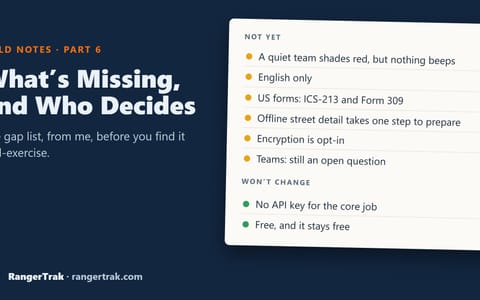 LD NOTES · PART 6
What's Missing,
nd Who Decides
gap list, from me, before you find it
-exercise.
RangerTrak · rangertrak.com
NOT YET
A quiet team shades red, but nothing beeps
English only
US forms: ICS-213 and Form 309
Offline street detail takes one step to prepare
Encryption is opt-in
Teams: still an open question
WON'T CHANGE
No API key for the core job
Free, and it stays free